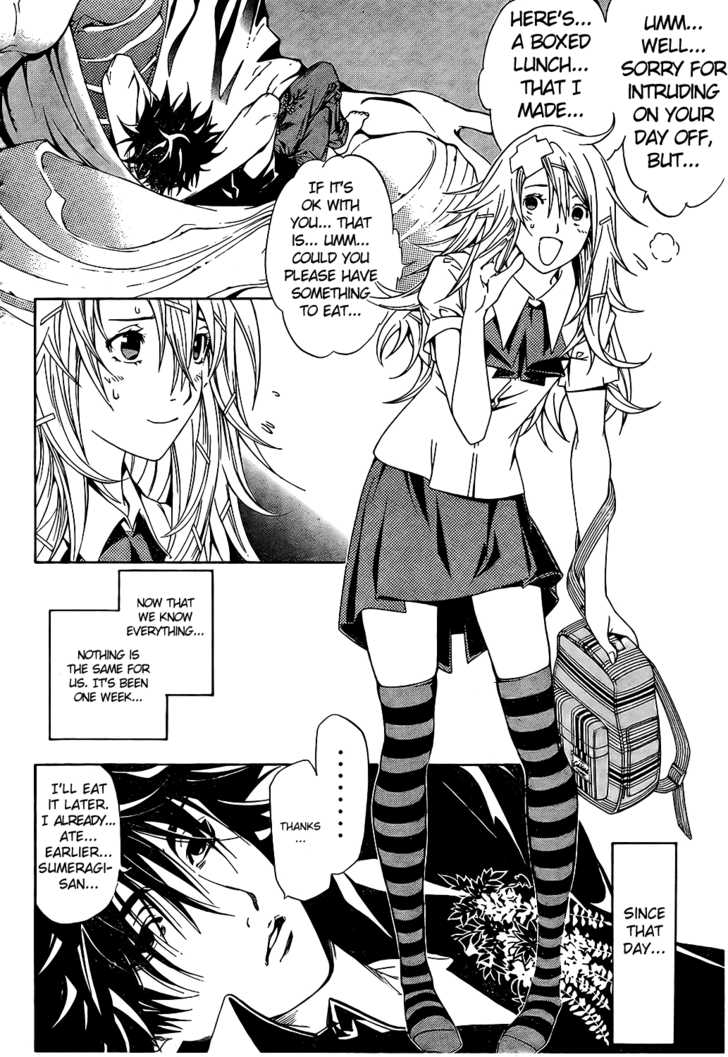 UMM...
WELL...
SORRY FOR
INTRUDING
ON YOUR
DAY OFF,
BUT...
HERE'S...
A BOXED
LUNCH...
THAT I
MADE...
IF IT'S
OK WITH
YOU... THAT
IS... UMM...
COULD YOU
PLEASE HAVE
SOMETHING
TO EAT...
NOW THAT
WE KNOW
EVERYTHING...
NOTHING IS
THE SAME FOR
US. IT'S BEEN
ONE WEEK...
SINCE
THAT
DAY...
........
THANKS
...
I'LL EAT
IT LATER.
I ALREADY...
ATE...
EARLIER...
SUMERAGI-
SAN...